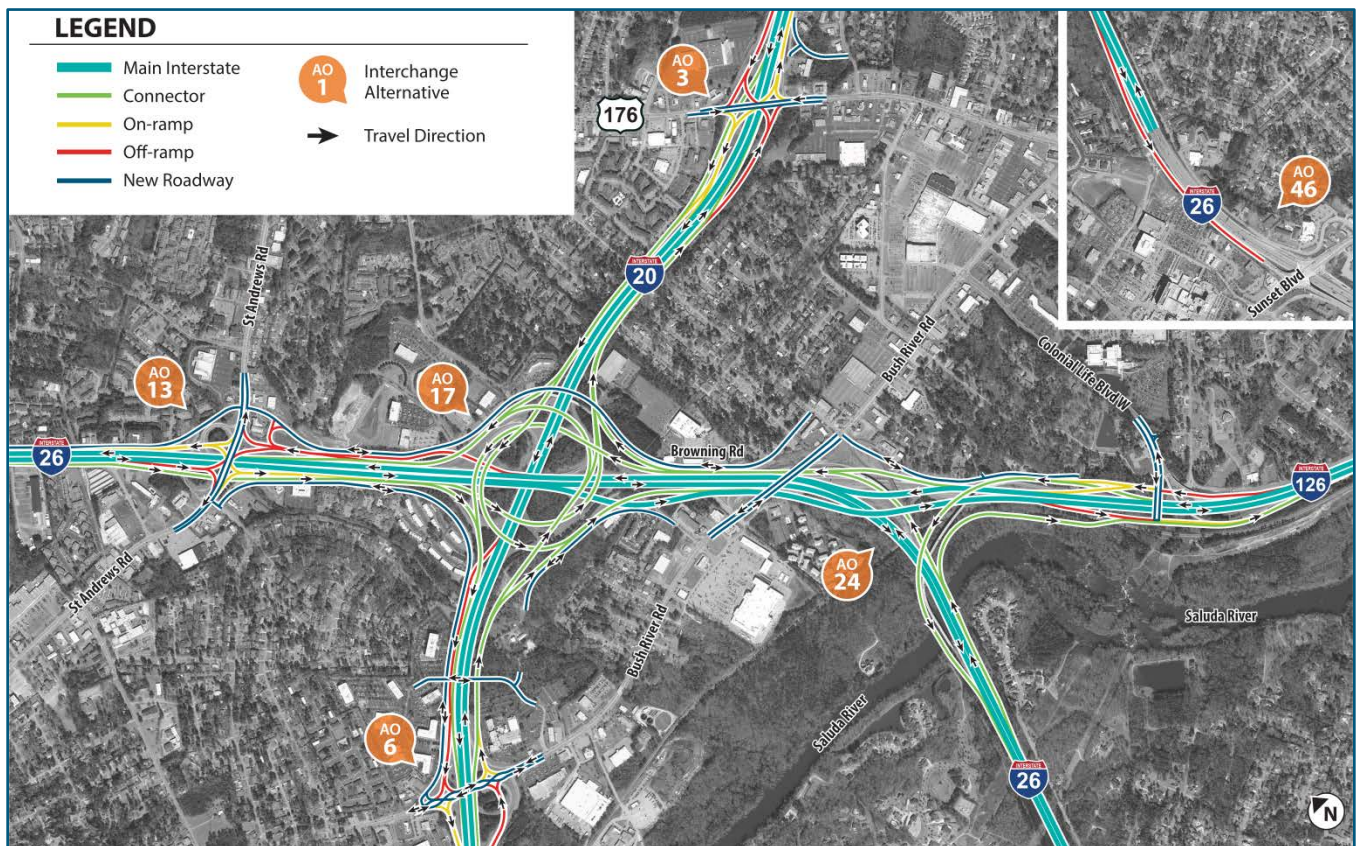 LEGEND
Main Interstate
Connector
On-ramp
Off-ramp
New Roadway
AO
1
Interchange
Alternative
Travel Direction
AO
3
176
INTERSTATE
20
AO
46
INTERSTATE
26
Sunset Blvd
St Andrews Rd
AO
13
AO
17
Bush River Rd
Colonial Life Blvd W
INTERSTATE
26
Browning Rd
INTERSTATE
126
St Andrews Rd
AO
24
Bush River Rd
Saluda River
Saluda River
AO
6
INTERSTATE
26
N